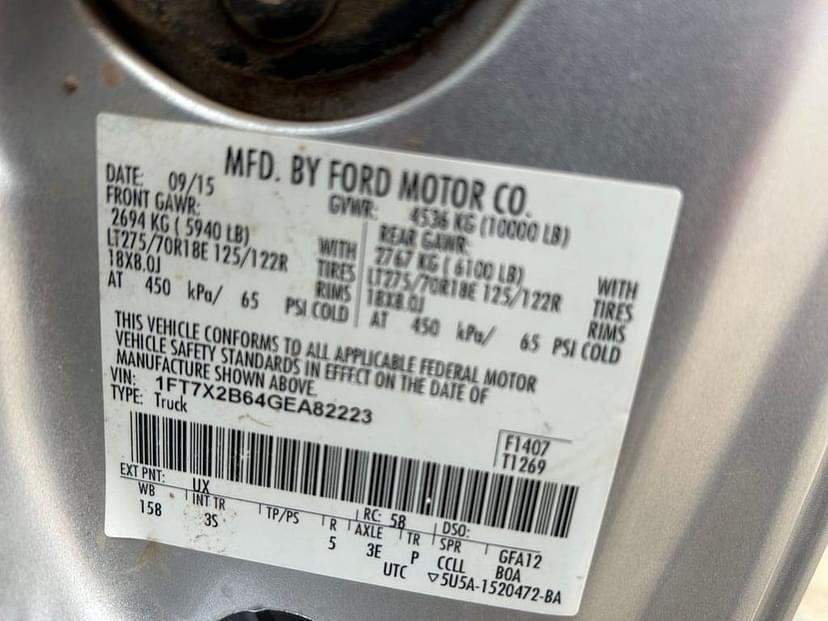 MFD. BY FORD MOTOR CO.
DATE: 09/15 GVWR: 4536 KG (10000 LB)
FRONT GAWR: REAR GAWR:
2694 KG ( 5940 LB) WITH 2767 KG ( 6100 LB) WITH
LT275/70R18E 125/122R TIRES LT275/70R18E 125/122R TIRES
18X8.0J RIMS 18X8.0J RIMS
AT 450 kPa/ 65 PSI COLD AT 450 kPa/ 65 PSI COLD
THIS VEHICLE CONFORMS TO ALL APPLICABLE FEDERAL MOTOR
VEHICLE SAFETY STANDARDS IN EFFECT ON THE DATE OF
MANUFACTURE SHOWN ABOVE.
VIN: 1FT7X2B64GEA82223
TYPE: Truck
F1407
T1269
EXT PNT: UX RC: 58 DSO:
WB INT TR TP/PS R AXLE TR SPR GFA12
158 3S 5 3E P CCLL B0A
UTC ▽5U5A-1520472-BA